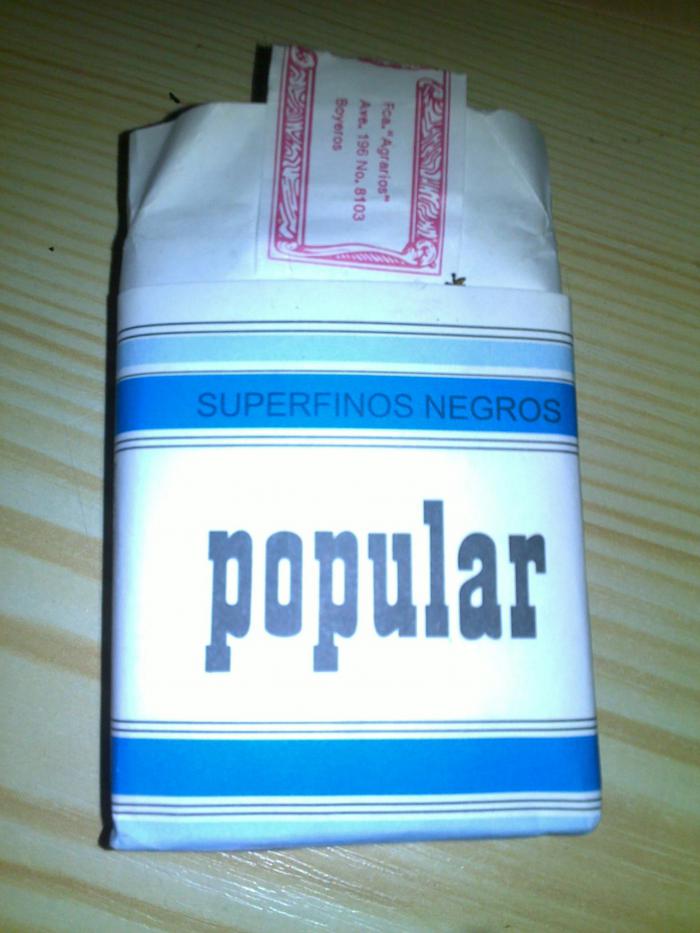 Fca. "Agrarios"
Ave. 196 No. 8103
Boyeros
SUPERFINOS NEGROS
popular